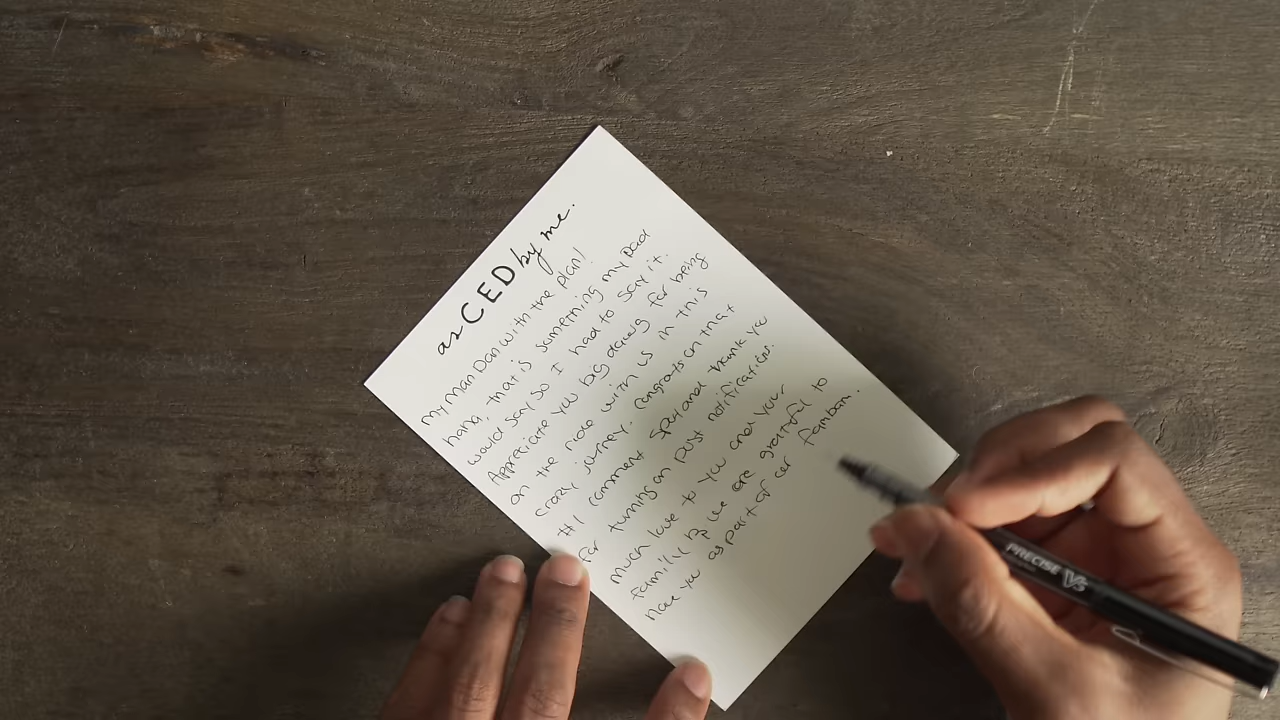 as CED by me.
My man Dan with the plan!
haha, that is something my Dad
would say so I had to say it.
Appreciate you big dawg for being
on the ride with us in this
crazy journey. Congrats on that
#1 comment spot and thank you
for turning on post notifications.
Much love to you and your
family We are grateful to
have you as part of our fambam.
PRECISE V5